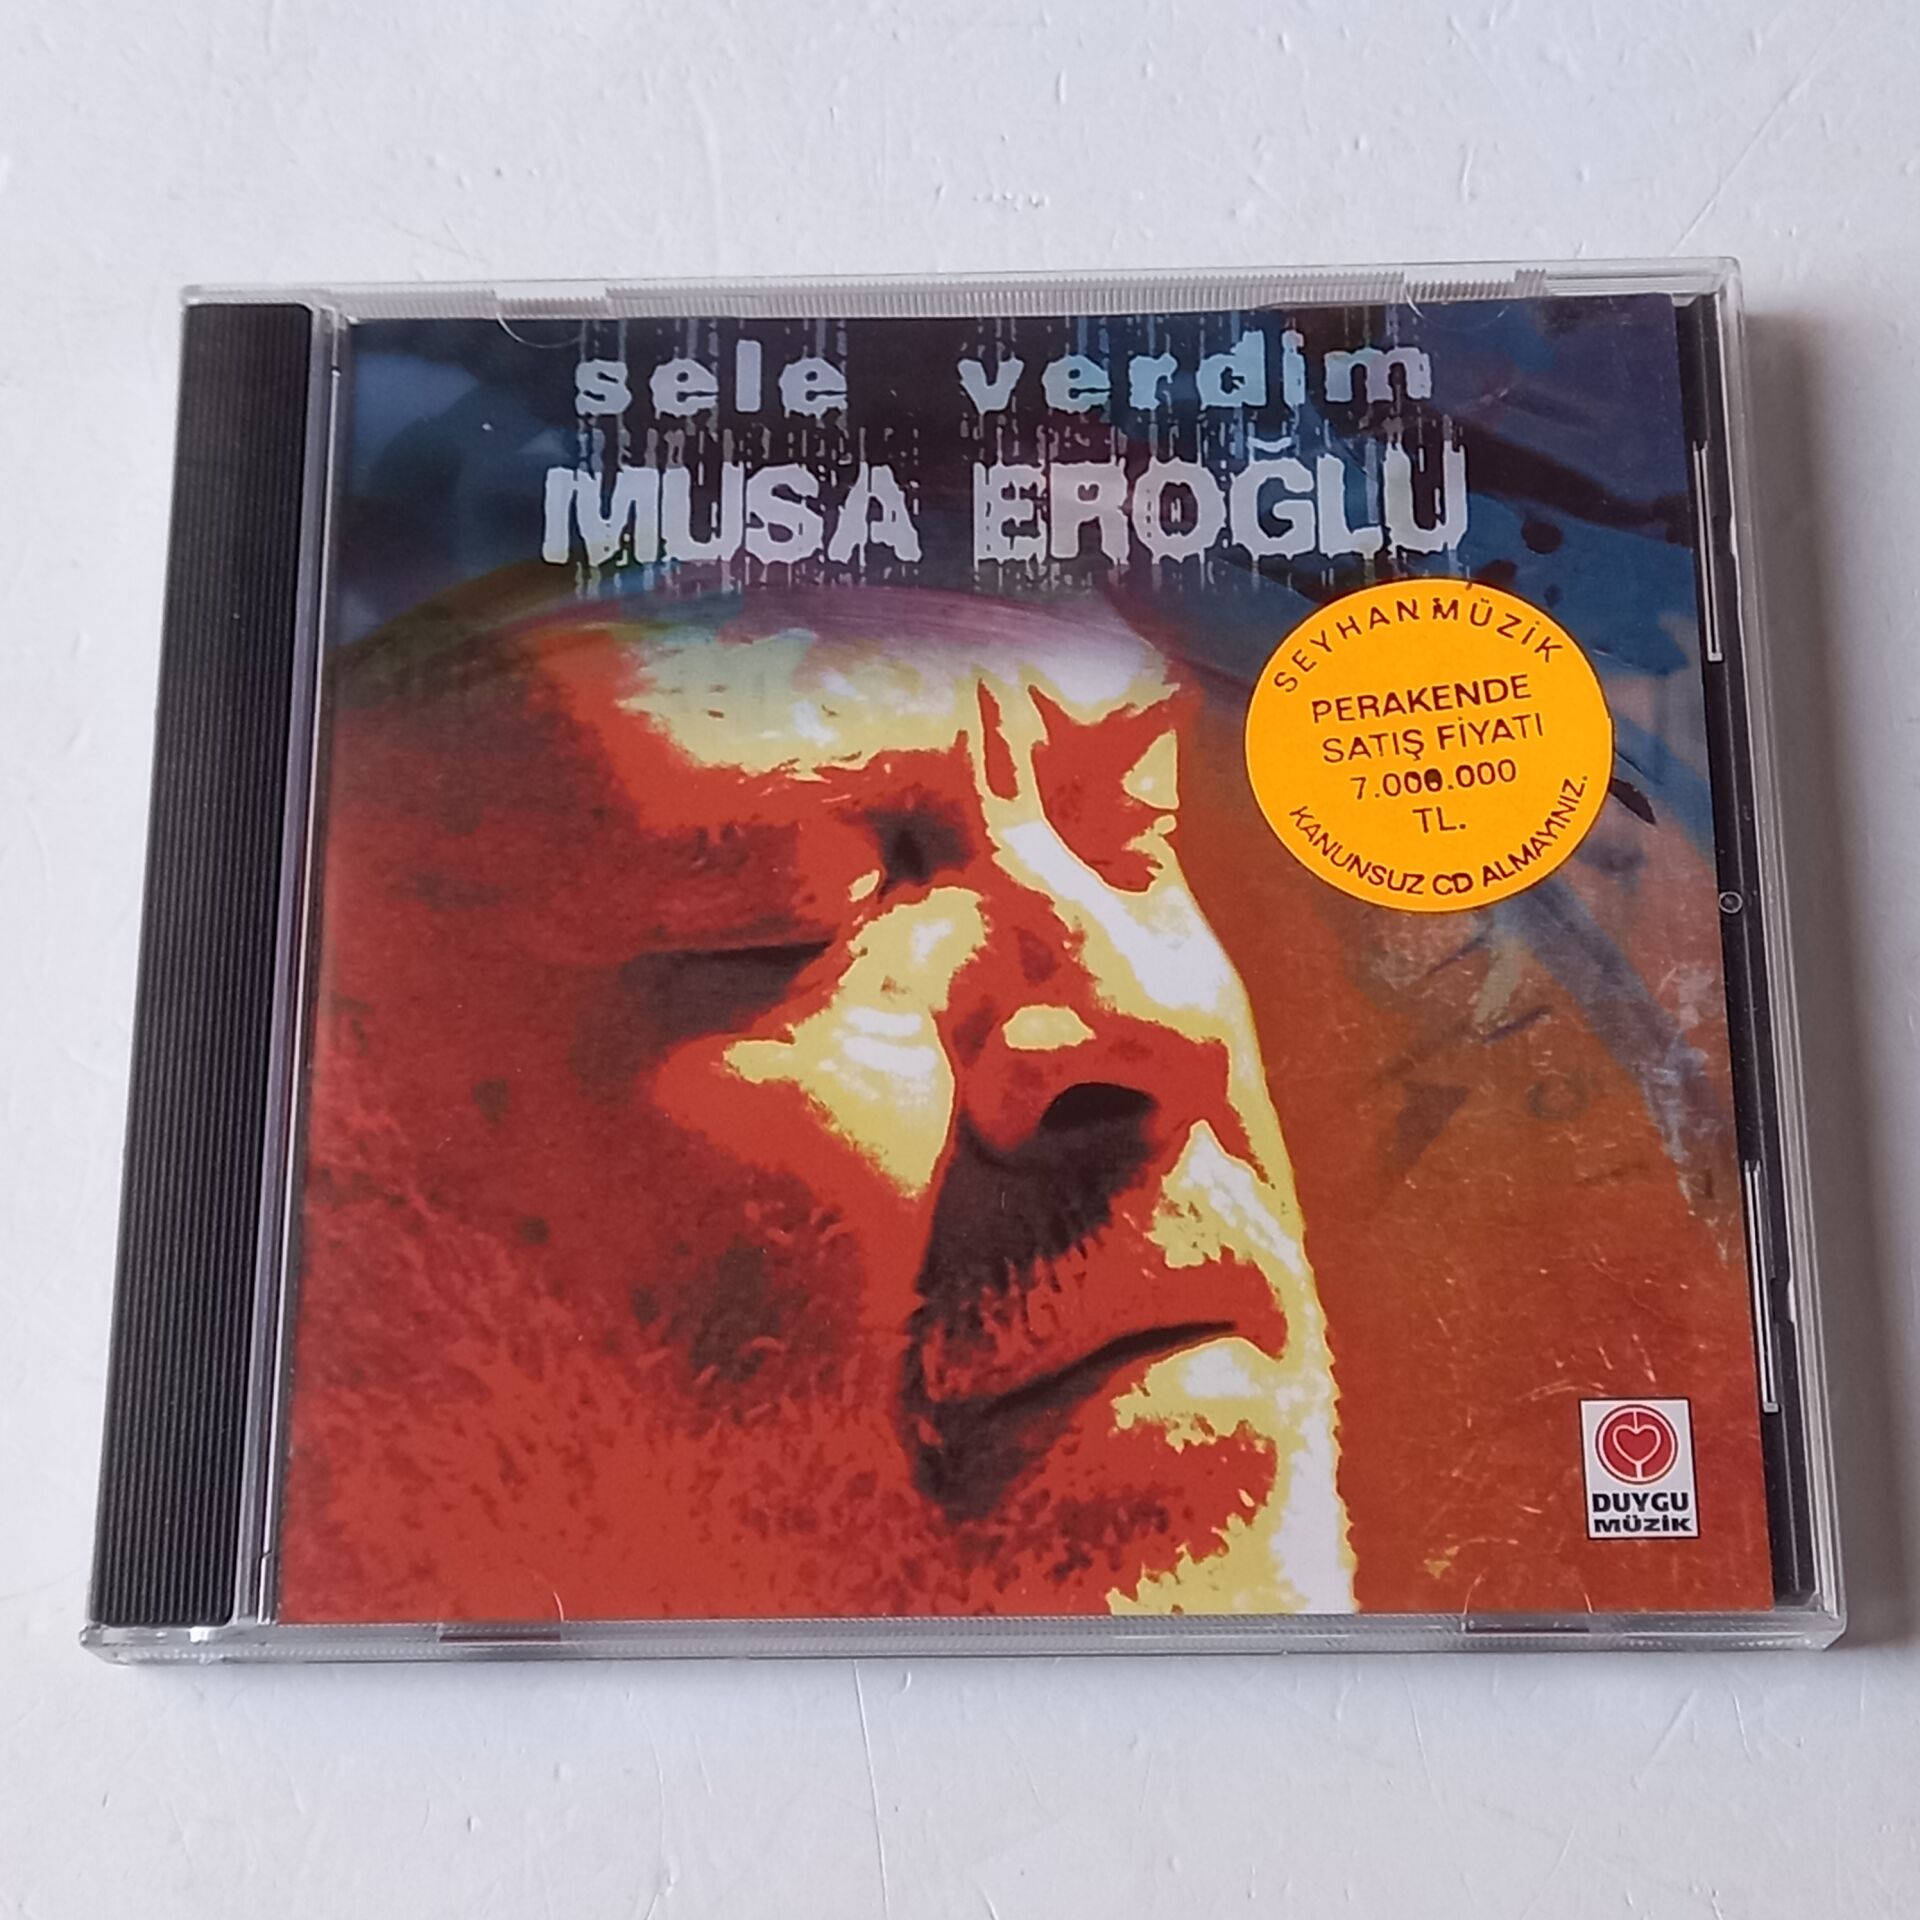 sele verdim
MUSA EROĞLU
SEYHAN MÜZİK
PERAKENDE
SATIŞ FİYATI
7.000.000
TL.
KANUNSUZ CD ALMAYINIZ.
DUYGU
MÜZİK